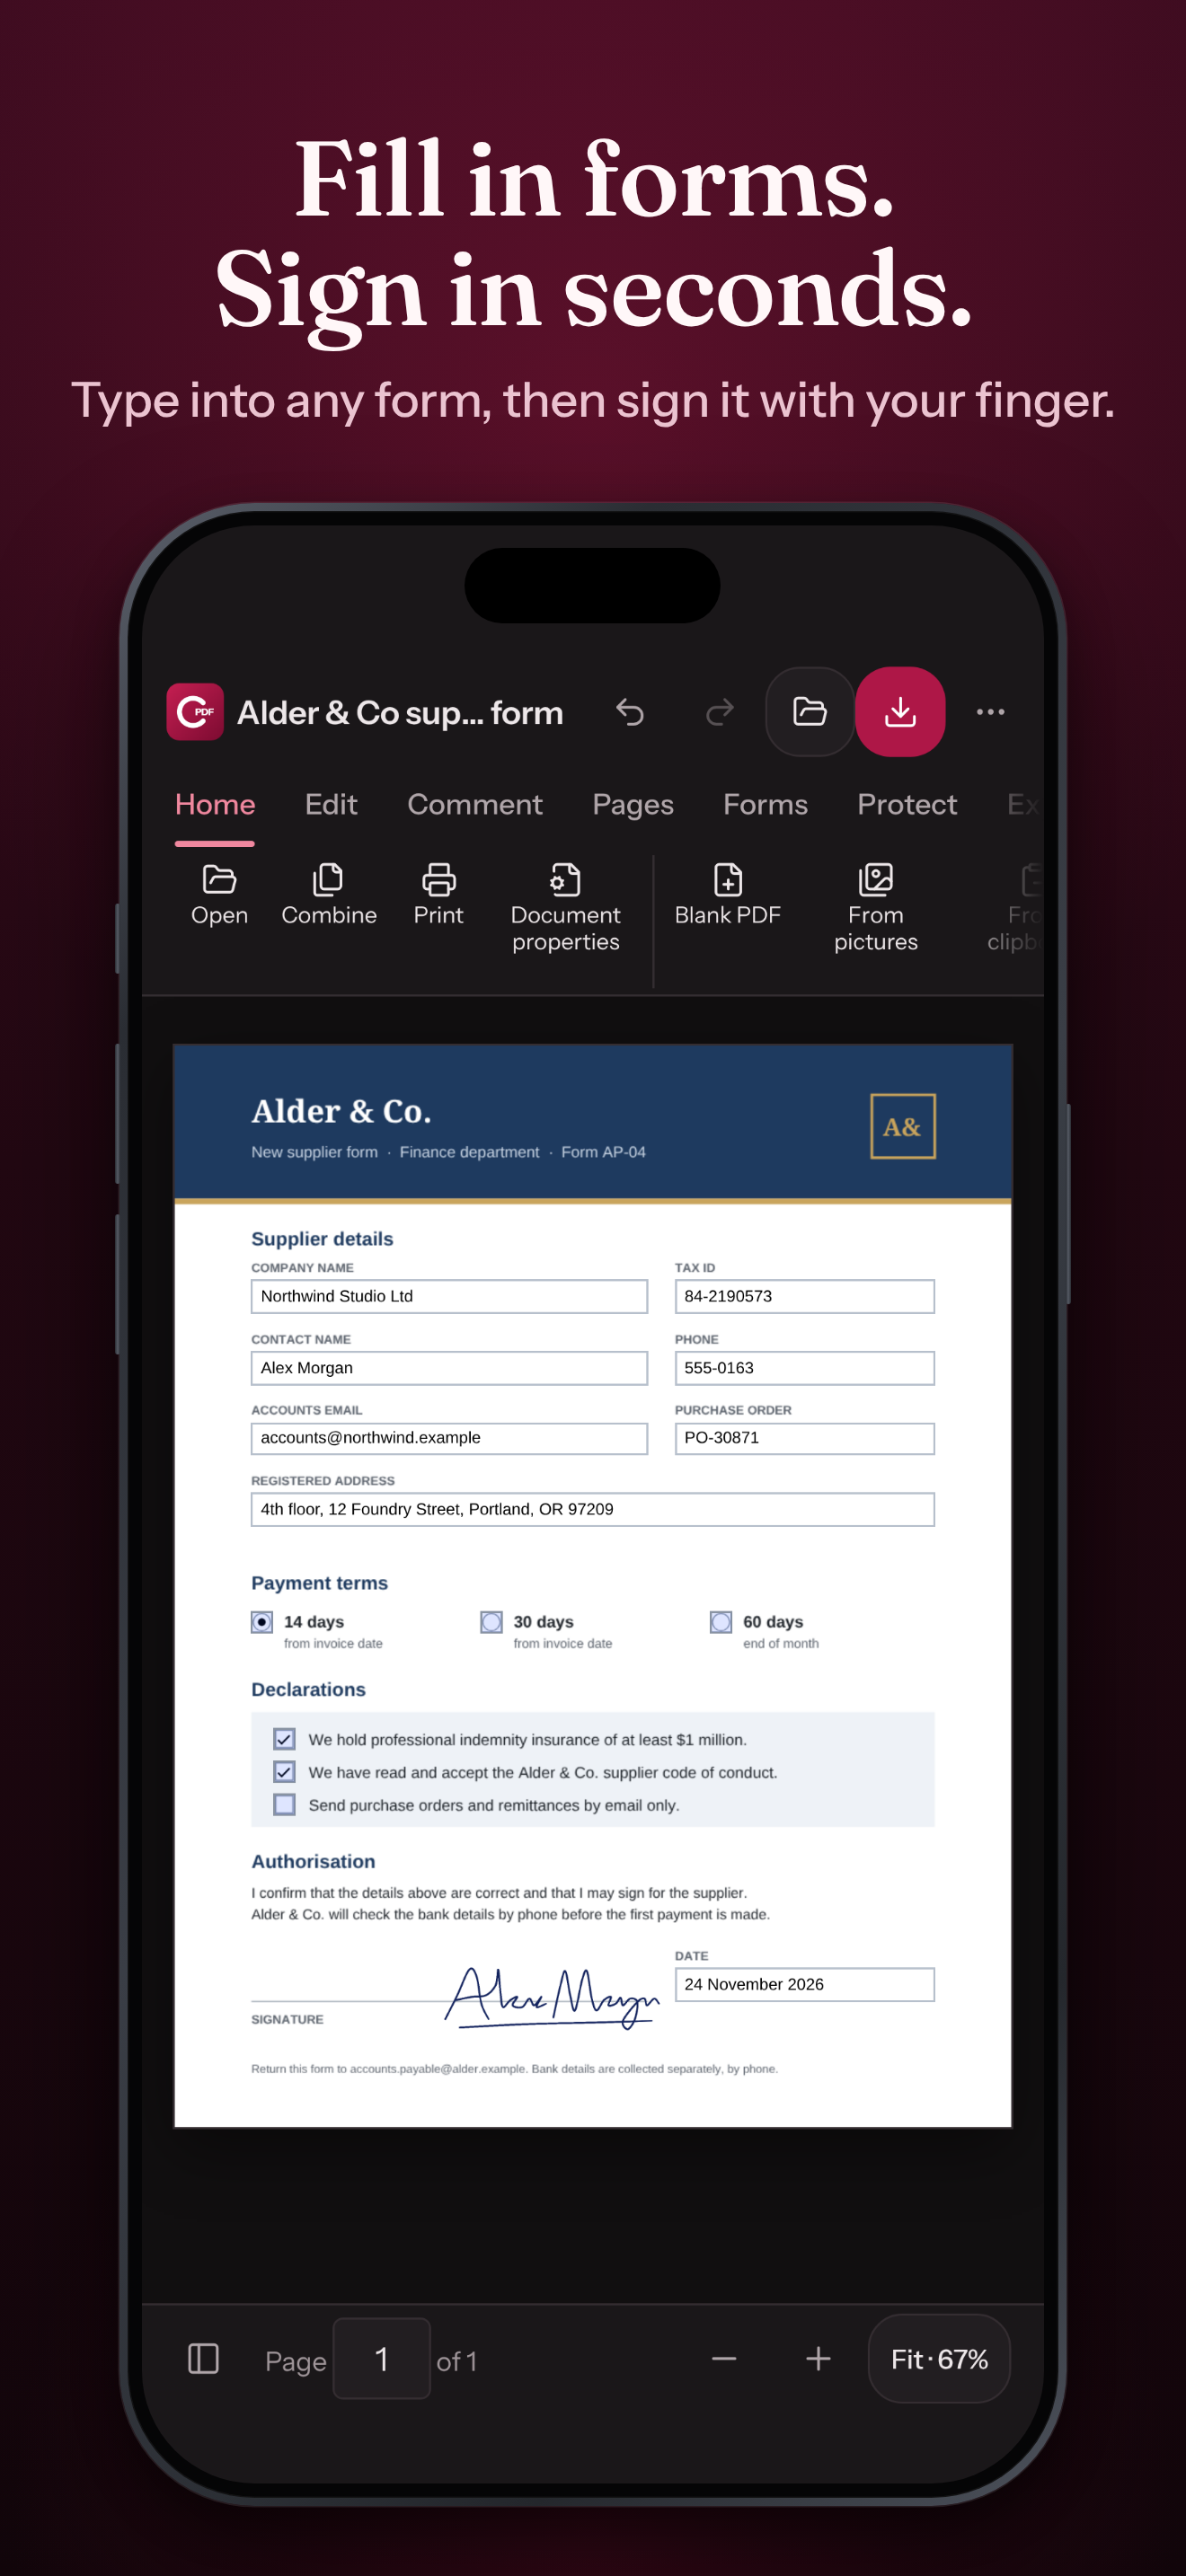 Fill in forms.
Sign in seconds.
Type into any form, then sign it with your finger.
C PDF
Alder & Co sup... form
Home Edit Comment Pages Forms Protect Ex
Open Combine Print Document properties Blank PDF From pictures Fro clipb
Alder & Co.
A&
New supplier form · Finance department · Form AP-04
Supplier details
COMPANY NAME TAX ID
Northwind Studio Ltd 84-2190573
CONTACT NAME PHONE
Alex Morgan 555-0163
ACCOUNTS EMAIL PURCHASE ORDER
accounts@northwind.example PO-30871
REGISTERED ADDRESS
4th floor, 12 Foundry Street, Portland, OR 97209
Payment terms
14 days 30 days 60 days
from invoice date from invoice date end of month
Declarations
We hold professional indemnity insurance of at least $1 million.
We have read and accept the Alder & Co. supplier code of conduct.
Send purchase orders and remittances by email only.
Authorisation
I confirm that the details above are correct and that I may sign for the supplier.
Alder & Co. will check the bank details by phone before the first payment is made.
DATE
Alex Morgan 24 November 2026
SIGNATURE
Return this form to accounts.payable@alder.example. Bank details are collected separately, by phone.
Page 1 of 1 Fit · 67%